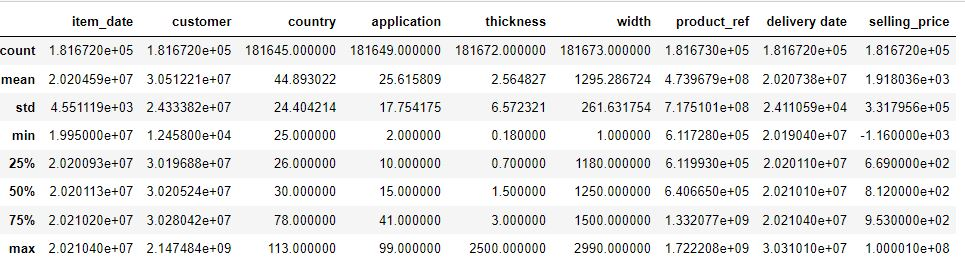 item_date customer country application thickness width product_ref delivery date selling_price
count 1.816720e+05 1.816720e+05 181645.000000 181649.000000 181672.000000 181673.000000 1.816730e+05 1.816720e+05 1.816720e+05
mean 2.020459e+07 3.051221e+07 44.893022 25.615809 2.564827 1295.286724 4.739679e+08 2.020738e+07 1.918036e+03
std 4.551119e+03 2.433382e+07 24.404214 17.754175 6.572321 261.631754 7.175101e+08 2.411059e+04 3.317956e+05
min 1.995000e+07 1.245800e+04 25.000000 2.000000 0.180000 1.000000 6.117280e+05 2.019040e+07 -1.160000e+03
25% 2.020093e+07 3.019688e+07 26.000000 10.000000 0.700000 1180.000000 6.119930e+05 2.020110e+07 6.690000e+02
50% 2.020113e+07 3.020524e+07 30.000000 15.000000 1.500000 1250.000000 6.406650e+05 2.021010e+07 8.120000e+02
75% 2.021020e+07 3.028042e+07 78.000000 41.000000 3.000000 1500.000000 1.332077e+09 2.021040e+07 9.530000e+02
max 2.021040e+07 2.147484e+09 113.000000 99.000000 2500.000000 2990.000000 1.722208e+09 3.031010e+07 1.000010e+08